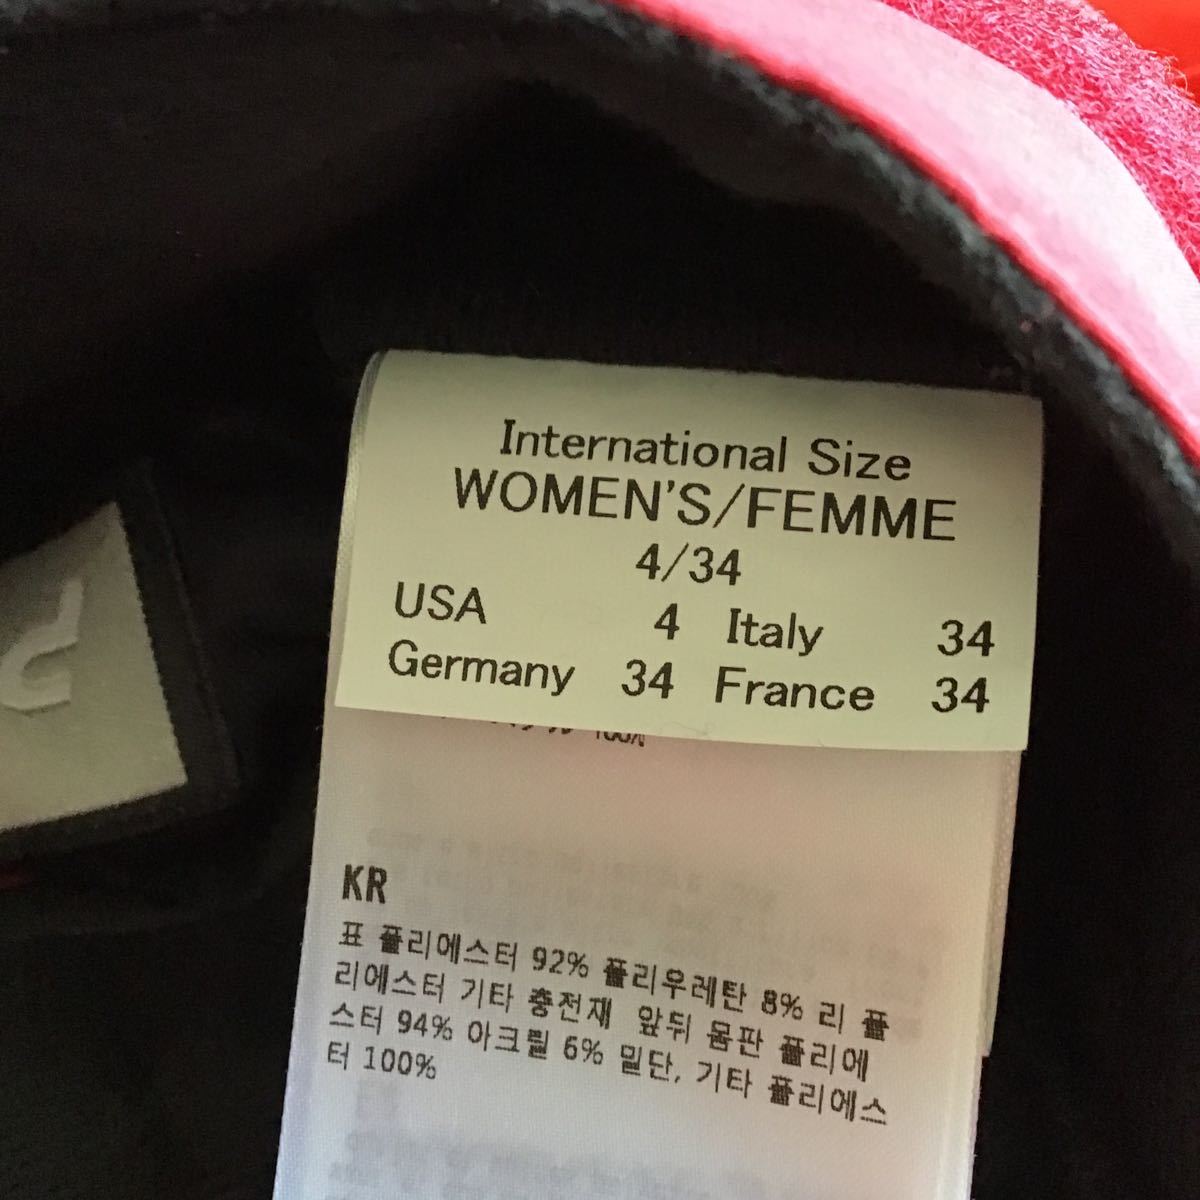 International Size
WOMEN'S/FEMME
4/34
USA 4 Italy 34
Germany 34 France 34
100%
KR
표 폴리에스터 92% 폴리우레탄 8% 리 폴
리에스터 기타 충전재 앞뒤 몸판 폴리에
스터 94% 아크릴 6% 밑단, 기타 폴리에스
터 100%